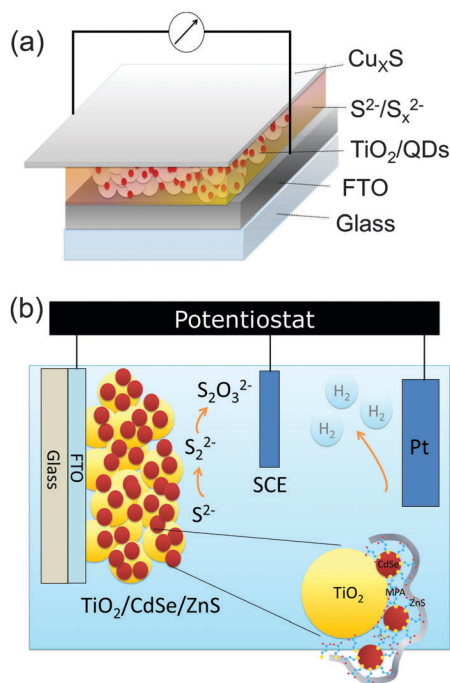 (a)
Cu_XS
S²⁻/Sₓ²⁻
TiO₂/QDs
FTO
Glass
(b)
Potentiostat
Glass
FTO
S₂O₃²⁻
S₂²⁻
S²⁻
SCE
H₂
H₂
H₂
Pt
TiO₂/CdSe/ZnS
TiO₂
CdSe
MPA
ZnS